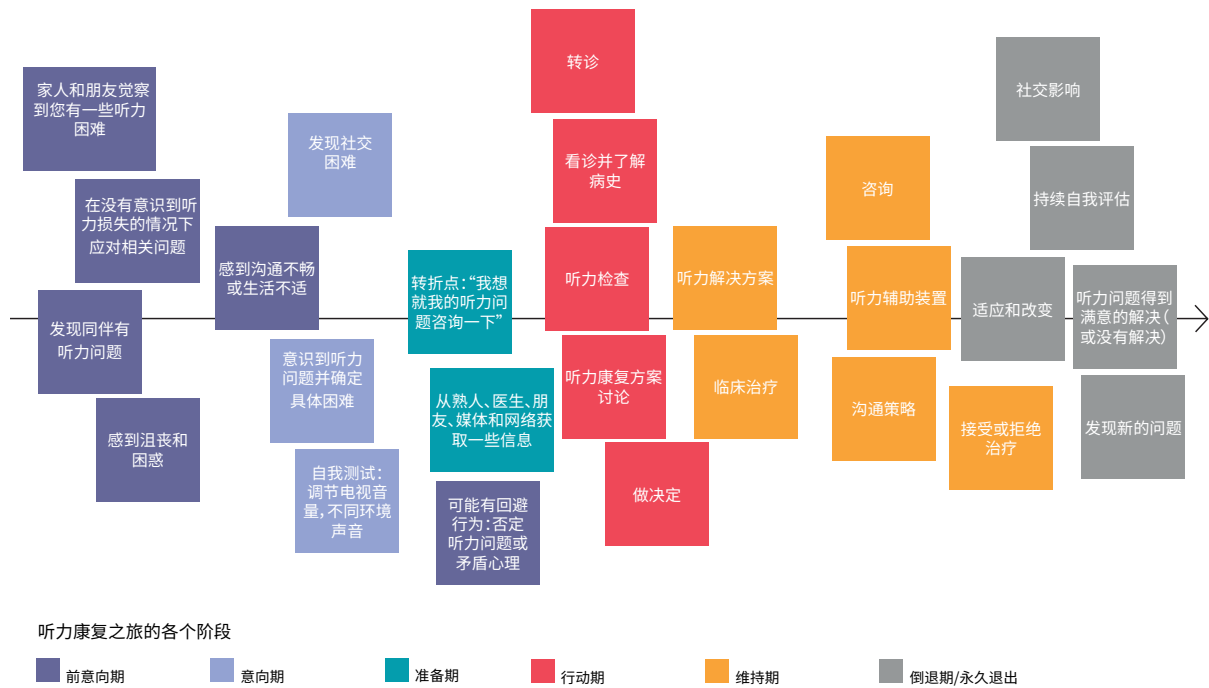 家人和朋友觉察
到您有一些听力
困难
在没有意识到听
力损失的情况下
应对相关问题
发现同伴有
听力问题
感到沮丧和
困惑
感到沟通不畅
或生活不适
发现社交
困难
意识到听力
问题并确定
具体困难
自我测试：
调节电视音
量，不同环境
声音
转折点：“我想
就我的听力问
题咨询一下”
从熟人、医生、朋
友、媒体和网络获
取一些信息
可能有回避
行为：否定
听力问题或
矛盾心理
转诊
看诊并了解
病史
听力检查
听力康复方案
讨论
做决定
听力解决方案
临床治疗
咨询
听力辅助装置
沟通策略
接受或拒绝
治疗
社交影响
持续自我评估
适应和改变
听力问题得到
满意的解决（
或没有解决）
发现新的问题
听力康复之旅的各个阶段
前意向期
意向期
准备期
行动期
维持期
倒退期/永久退出